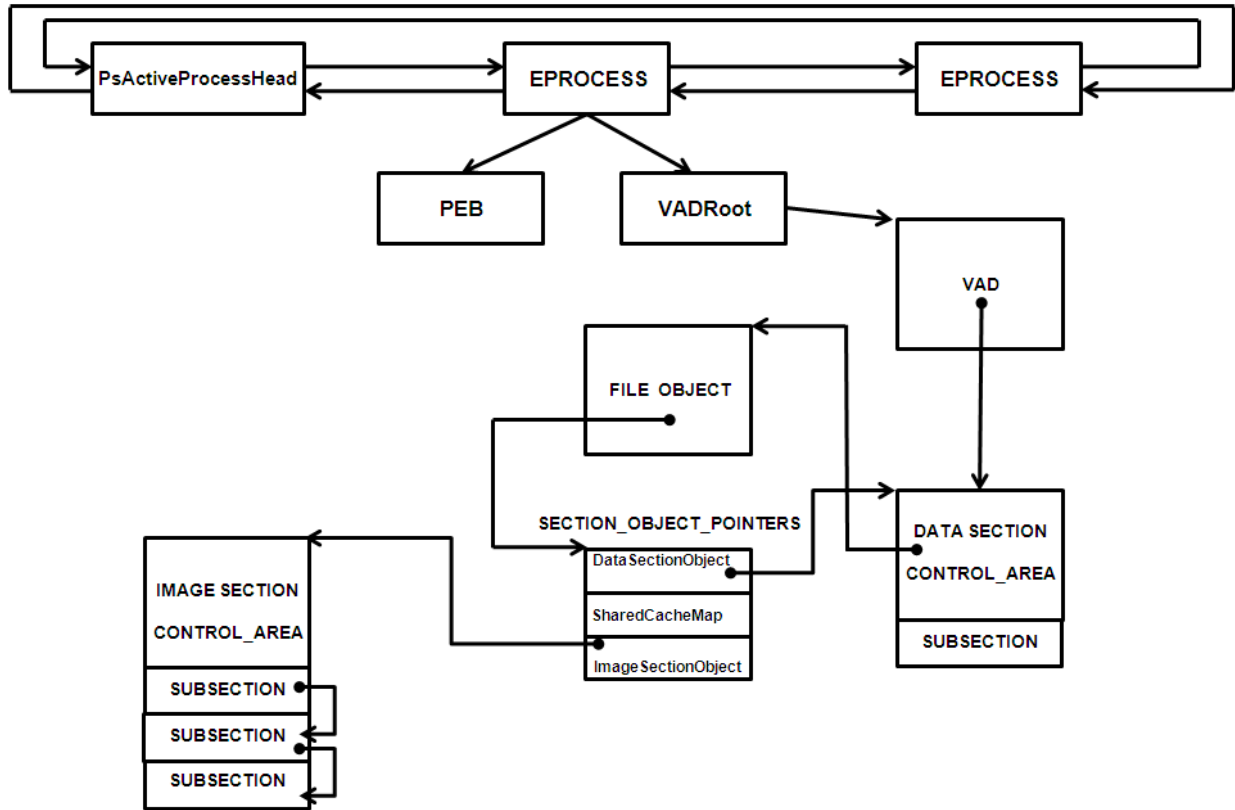 PsActiveProcessHead
EPROCESS
EPROCESS
PEB
VADRoot
VAD
FILE OBJECT
SECTION_OBJECT_POINTERS
DataSectionObject
SharedCacheMap
ImageSectionObject
DATA SECTION
CONTROL_AREA
SUBSECTION
IMAGE SECTION
CONTROL_AREA
SUBSECTION
SUBSECTION
SUBSECTION